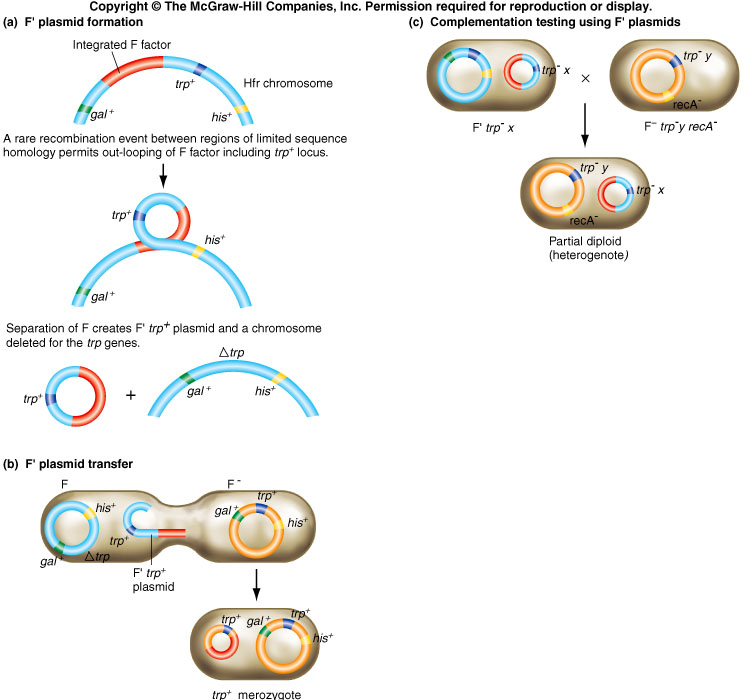 Copyright © The McGraw-Hill Companies, Inc. Permission required for reproduction or display.
(a) F' plasmid formation
Integrated F factor
trp+
Hfr chromosome
gal+
his+
A rare recombination event between regions of limited sequence
homology permits out-looping of F factor including trp+ locus.
trp+
his+
gal+
Separation of F creates F' trp+ plasmid and a chromosome
deleted for the trp genes.
△trp
trp+
+
gal+
his+
(b) F' plasmid transfer
F
F-
his+
trp+
gal+
△trp
F' trp+
plasmid
trp+
gal+
his+
trp+
gal+
trp+
his+
trp+ merozygote
(c) Complementation testing using F' plasmids
trp- x
×
trp- y
recA-
F' trp- x
F- trp-y recA-
trp- y
trp- x
recA-
Partial diploid
(heterogenote)